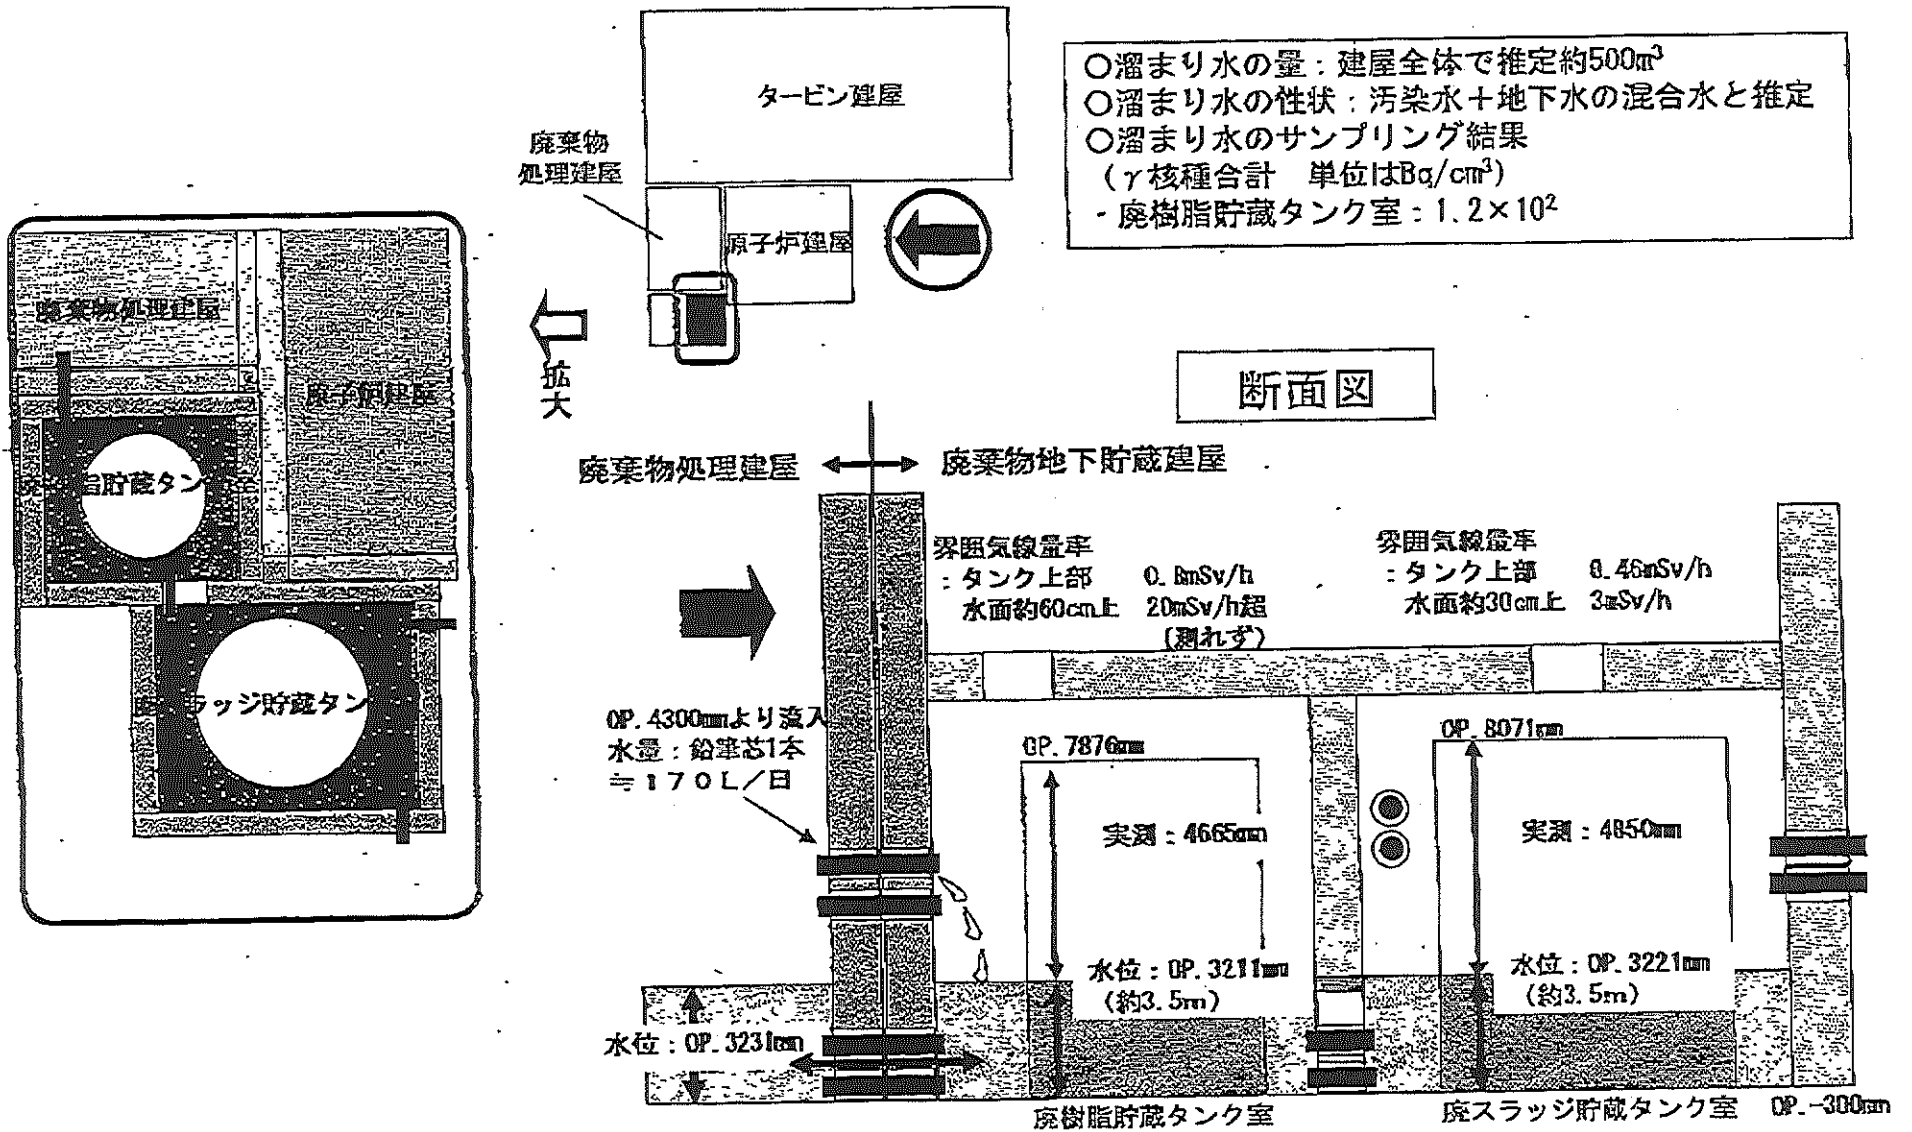 タービン建屋
廃棄物
処理建屋
原子炉建屋
○溜まり水の量:建屋全体で推定約500m³
○溜まり水の性状:汚染水+地下水の混合水と推定
○溜まり水のサンプリング結果
(γ核種合計 単位はBq/cm³)
- 廃樹脂貯蔵タンク室:1.2×10²
廃棄物処理建屋
原子炉建屋
脂貯蔵タン
ラッジ貯蔵タン
拡
大
断面図
廃棄物処理建屋
廃棄物地下貯蔵建屋
雰囲気線量率
:タンク上部 0.8mSv/h
水面約60cm上 20mSv/h超
(測れず)
雰囲気線量率
:タンク上部 0.46mSv/h
水面約30cm上 3mSv/h
OP.4300mmより流入
水量:鉛筆芯1本
≒170L/日
OP.7876mm
OP.8071mm
実測:4665mm
実測:4850mm
水位:OP.3211mm
(約3.5m)
水位:OP.3221mm
(約3.5m)
水位:OP.3231mm
廃樹脂貯蔵タンク室
廃スラッジ貯蔵タンク室
OP.-300mm